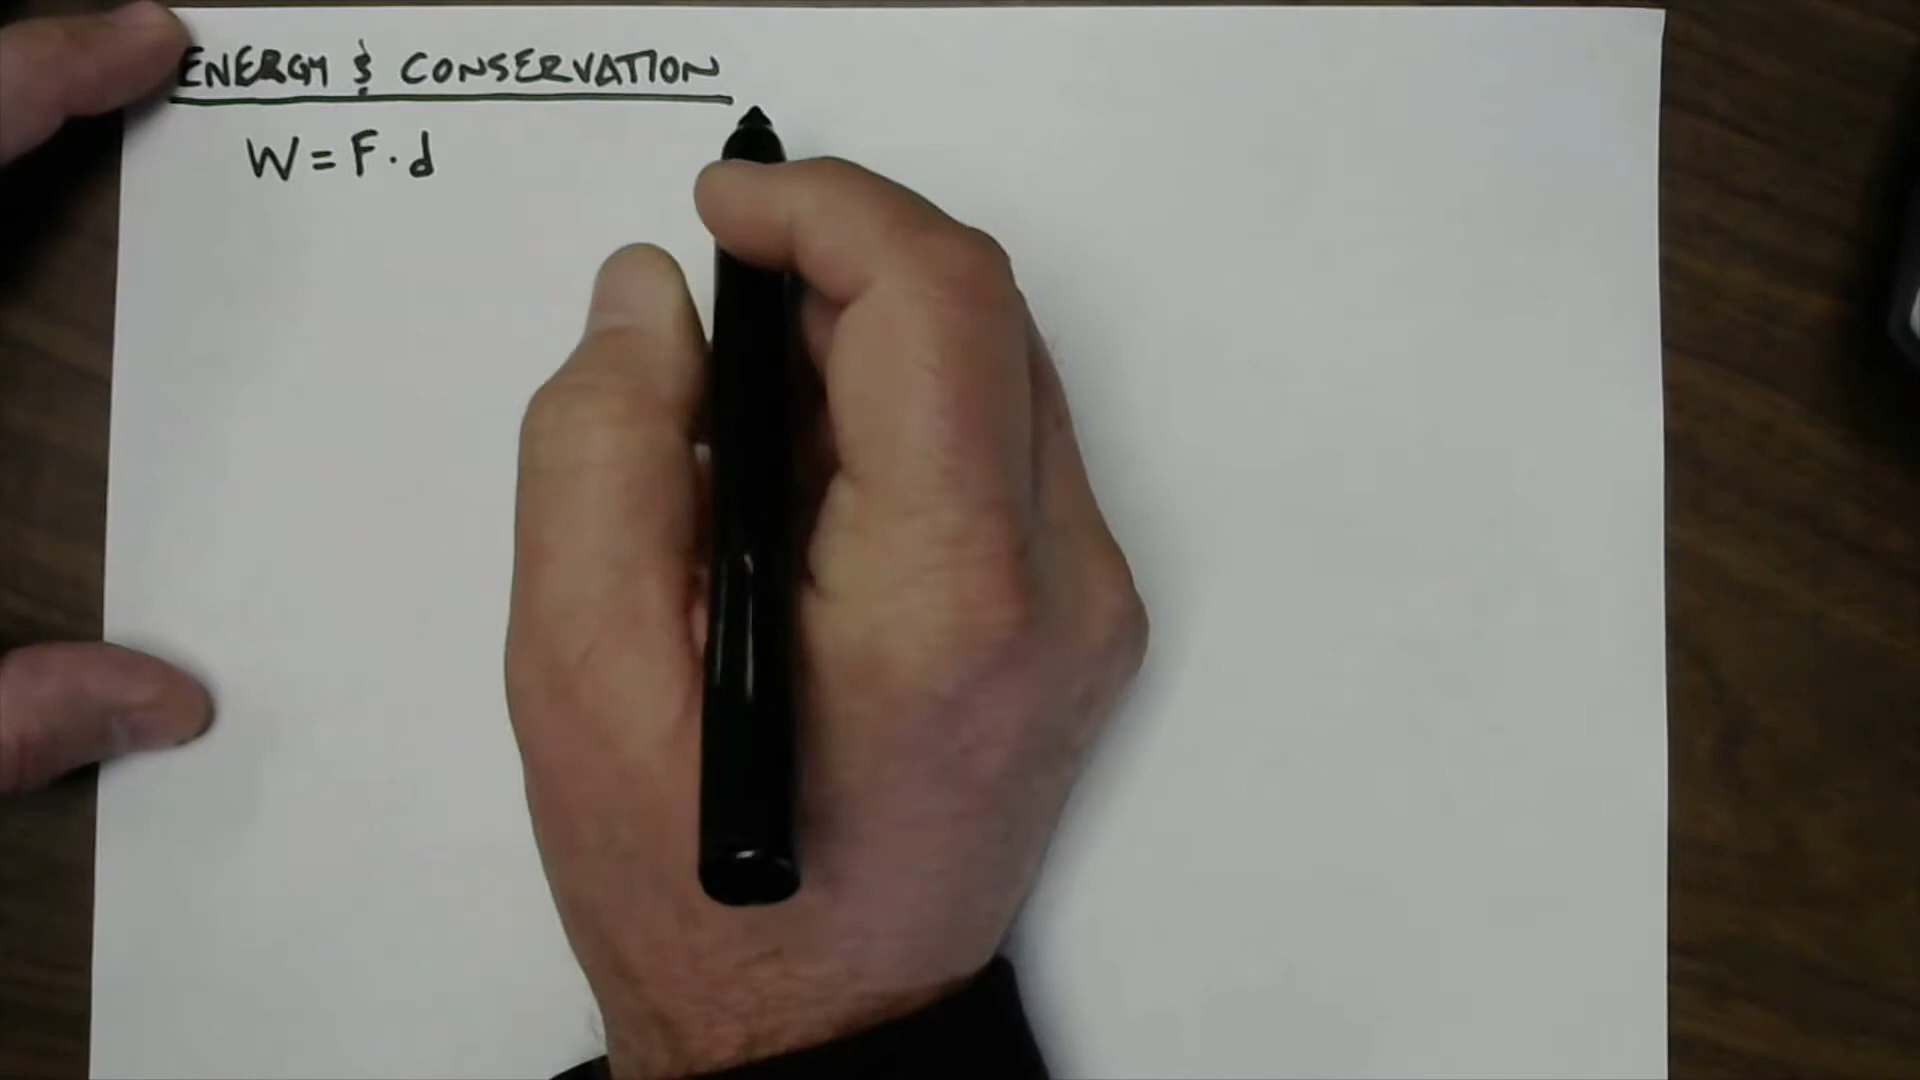 ENERGY & CONSERVATION
W = F · d